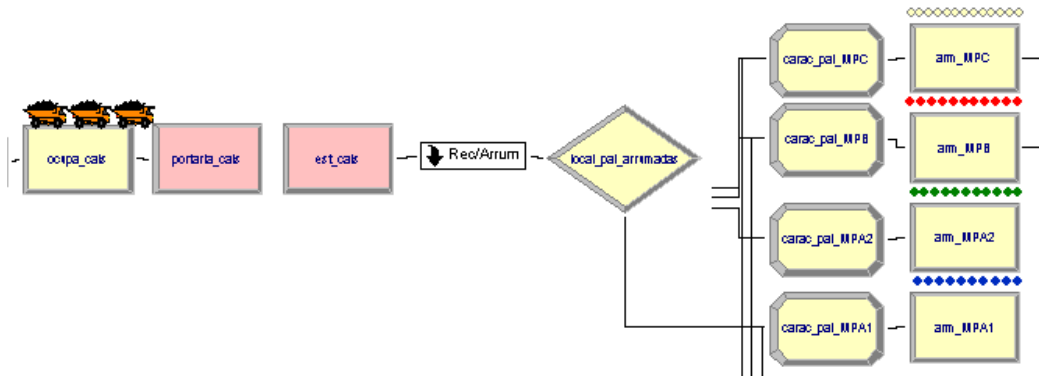 ocupa_cais
portaria_cais
est_cais
Rec/Arrum
local_pal_arrumadas
carac_pal_MPC
arm_MPC
carac_pal_MPB
arm_MPB
carac_pal_MPA2
arm_MPA2
carac_pal_MPA1
arm_MPA1